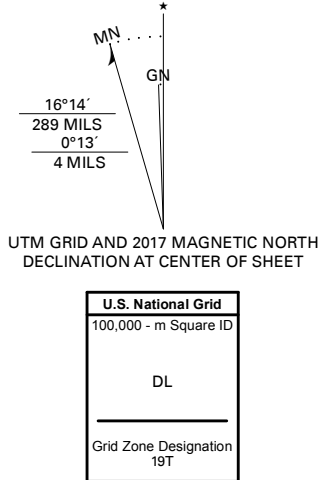 ★
MN
GN
16°14´
289 MILS
0°13´
4 MILS
UTM GRID AND 2017 MAGNETIC NORTH
DECLINATION AT CENTER OF SHEET
U.S. National Grid
100,000 - m Square ID
DL
Grid Zone Designation
19T